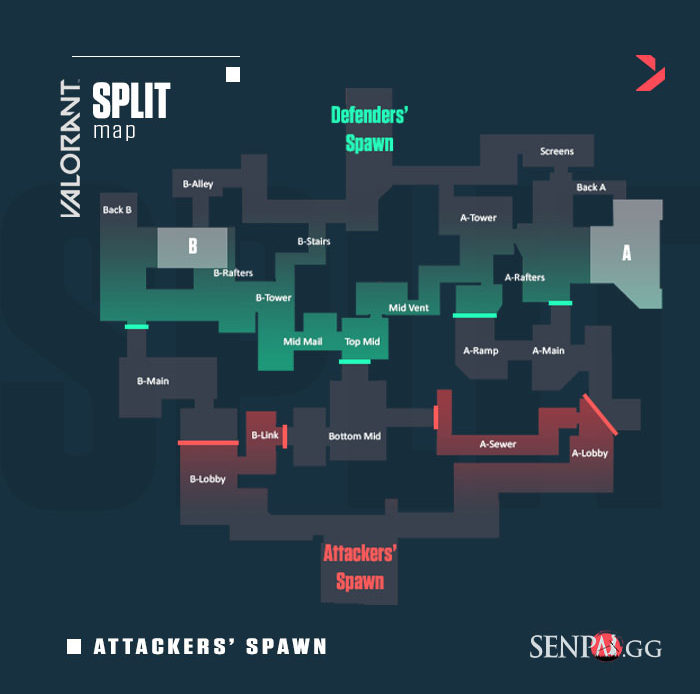 VALORANT
SPLIT
map
Defenders'
Spawn
Screens
B-Alley
Back A
Back B
A-Tower
B
B-Stairs
A
B-Rafters
A-Rafters
B-Tower
Mid Vent
Mid Mail
Top Mid
A-Ramp
A-Main
B-Main
B-Link
Bottom Mid
A-Sewer
A-Lobby
B-Lobby
Attackers'
Spawn
ATTACKERS' SPAWN
SENPAI.GG